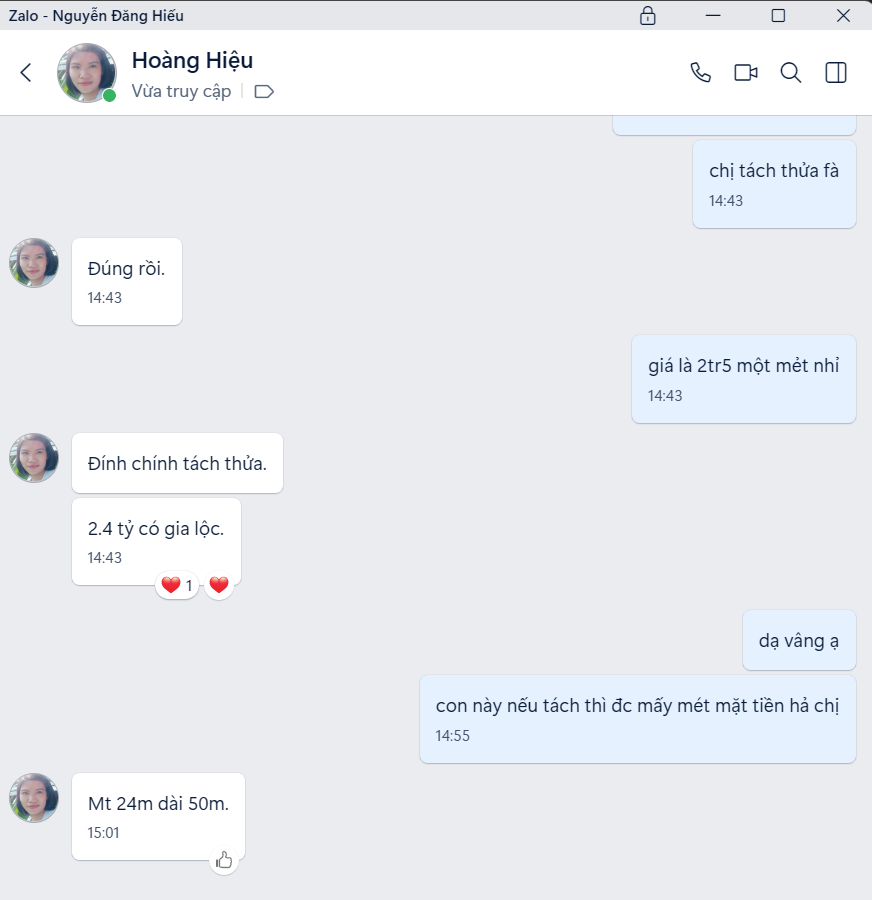 Zalo - Nguyễn Đăng Hiếu
Hoàng Hiệu
Vừa truy cập
chị tách thửa fà
14:43
Đúng rồi.
14:43
giá là 2tr5 một mẻt nhỉ
14:43
Đính chính tách thửa.
2.4 tỷ có gia lộc.
14:43
1
dạ vâng ạ
con này nếu tách thì đc mấy mét mặt tiền hả chị
14:55
Mt 24m dài 50m.
15:01